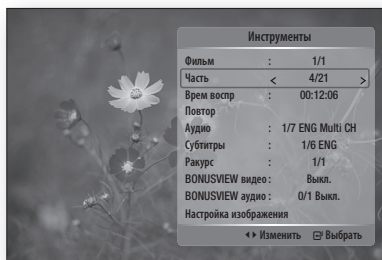 Инструменты
Фильм : 1/1
Часть < 4/21 >
Врем воспр : 00:12:06
Повтор
Аудио : 1/7 ENG Multi CH
Субтитры : 1/6 ENG
Ракурс : 1/1
BONUSVIEW видео : Выкл.
BONUSVIEW аудио : 0/1 Выкл.
Настройка изображения
◄► Изменить Выбрать